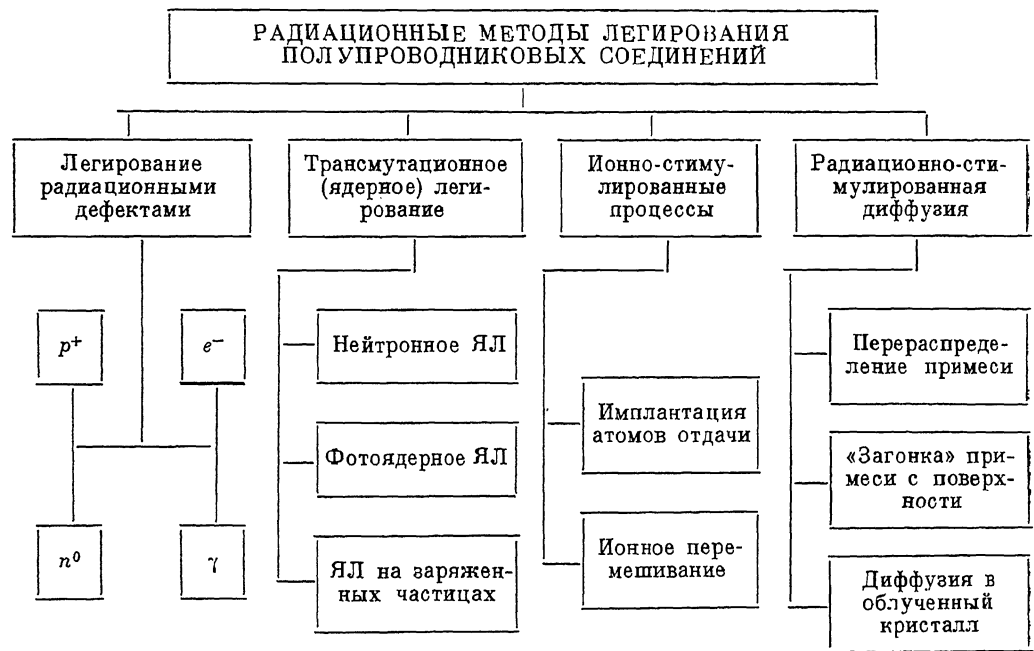 РАДИАЦИОННЫЕ МЕТОДЫ ЛЕГИРОВАНИЯ
ПОЛУПРОВОДНИКОВЫХ СОЕДИНЕНИЙ
Легирование
радиационными
дефектами
Трансмутационное
(ядерное) леги-
рование
Ионно-стиму-
лированные
процессы
Радиационно-сти-
мулированная
диффузия
p⁺
e⁻
n⁰
γ
Нейтронное ЯЛ
Фотоядерное ЯЛ
ЯЛ на заряжен-
ных частицах
Имплантация
атомов отдачи
Ионное пере-
мешивание
Перераспреде-
ление примеси
«Загонка» при-
меси с поверх-
ности
Диффузия в
облученный
кристалл